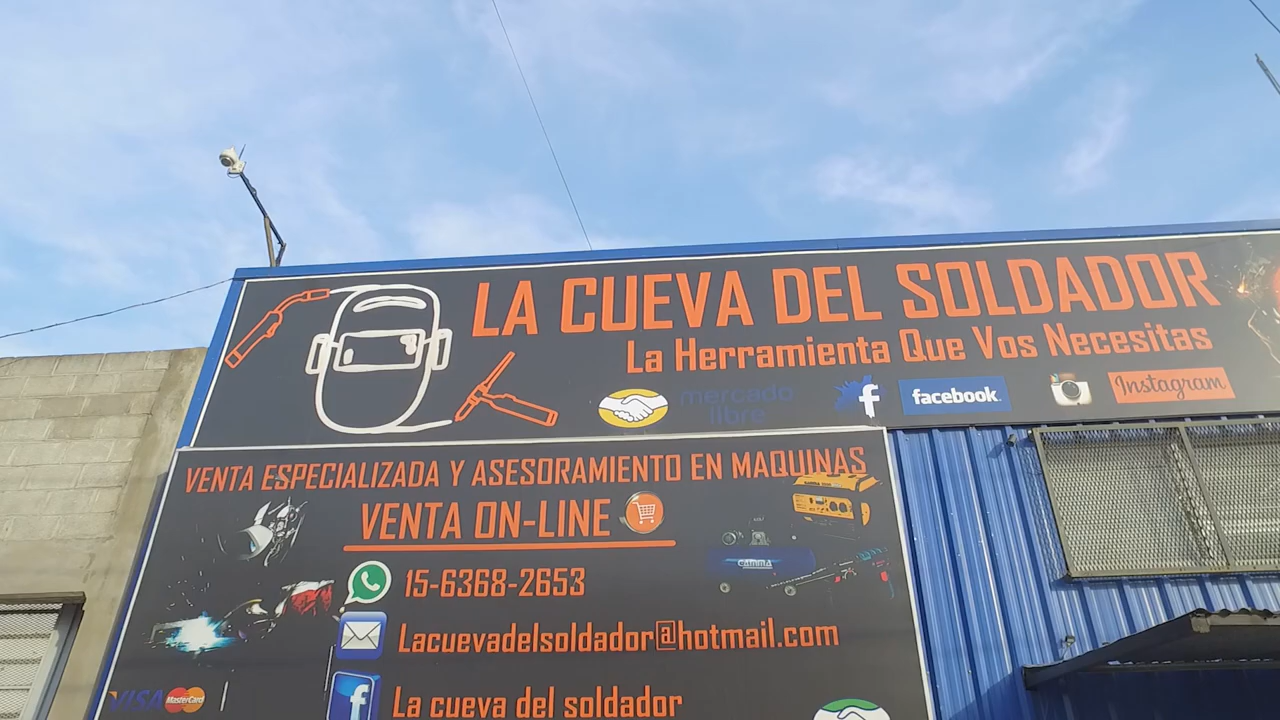 LA CUEVA DEL SOLDADOR
La Herramienta Que Vos Necesitas
mercado
libre
facebook
Instagram
VENTA ESPECIALIZADA Y ASESORAMIENTO EN MAQUINAS
VENTA ON-LINE
GAMMA
15-6368-2653
Lacuevadelsoldador@hotmail.com
La cueva del soldador
VISA MasterCard